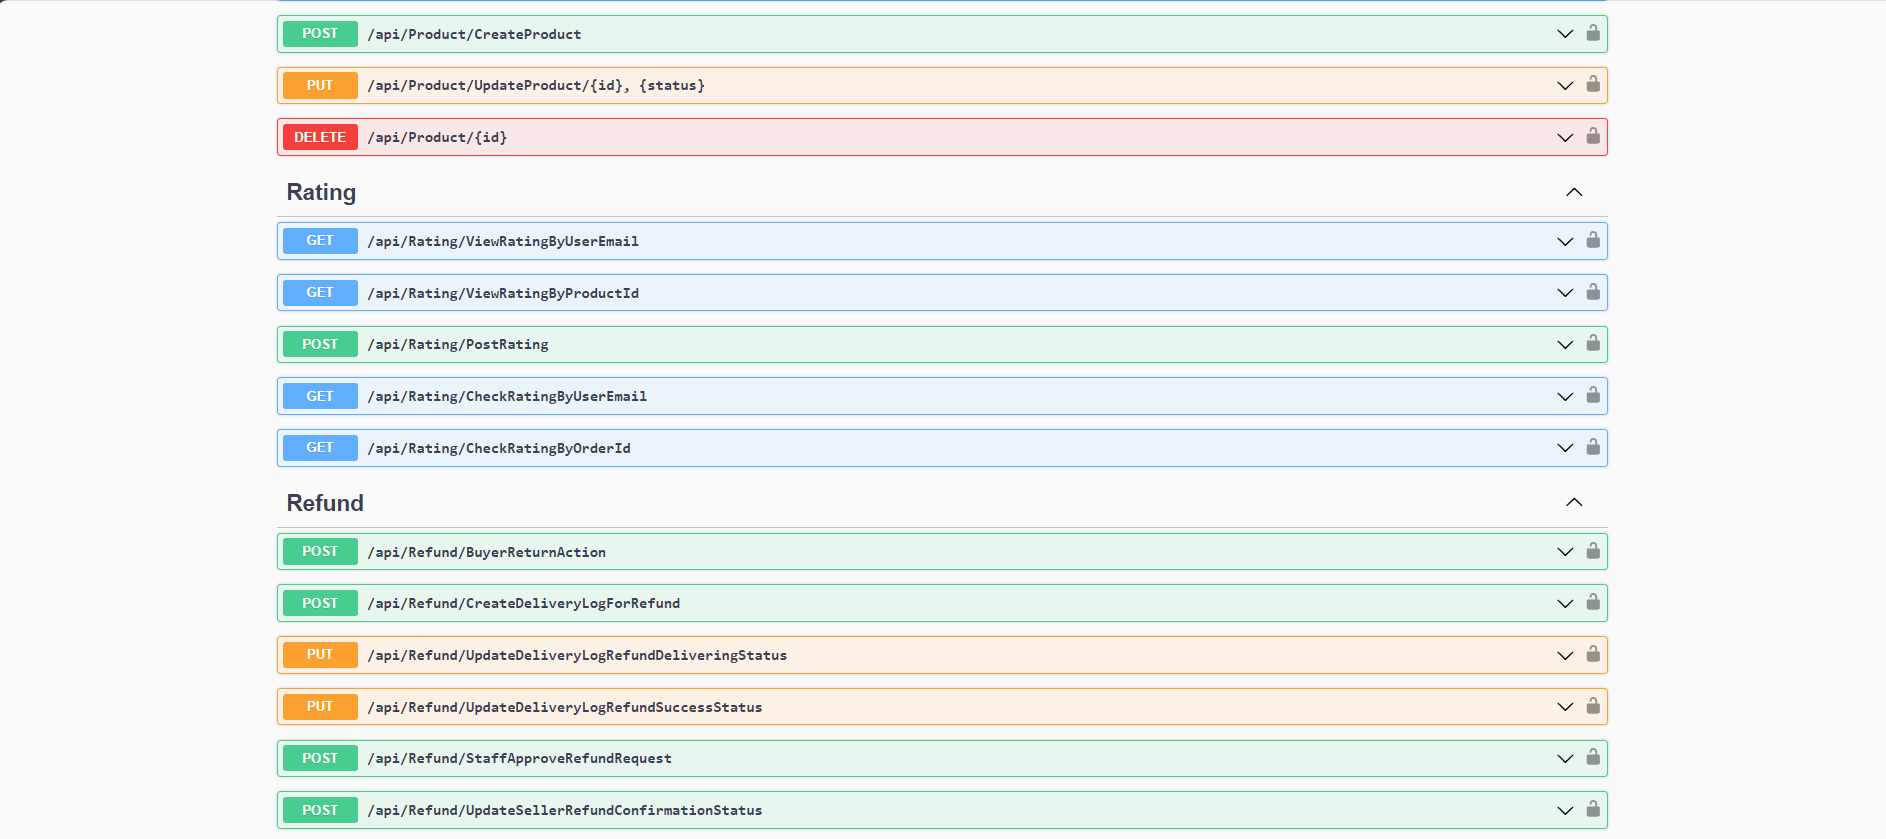 POST /api/Product/CreateProduct
PUT /api/Product/UpdateProduct/{id}, {status}
DELETE /api/Product/{id}
Rating
GET /api/Rating/ViewRatingByUserEmail
GET /api/Rating/ViewRatingByProductId
POST /api/Rating/PostRating
GET /api/Rating/CheckRatingByUserEmail
GET /api/Rating/CheckRatingByOrderId
Refund
POST /api/Refund/BuyerReturnAction
POST /api/Refund/CreateDeliveryLogForRefund
PUT /api/Refund/UpdateDeliveryLogRefundDeliveringStatus
PUT /api/Refund/UpdateDeliveryLogRefundSuccessStatus
POST /api/Refund/StaffApproveRefundRequest
POST /api/Refund/UpdateSellerRefundConfirmationStatus